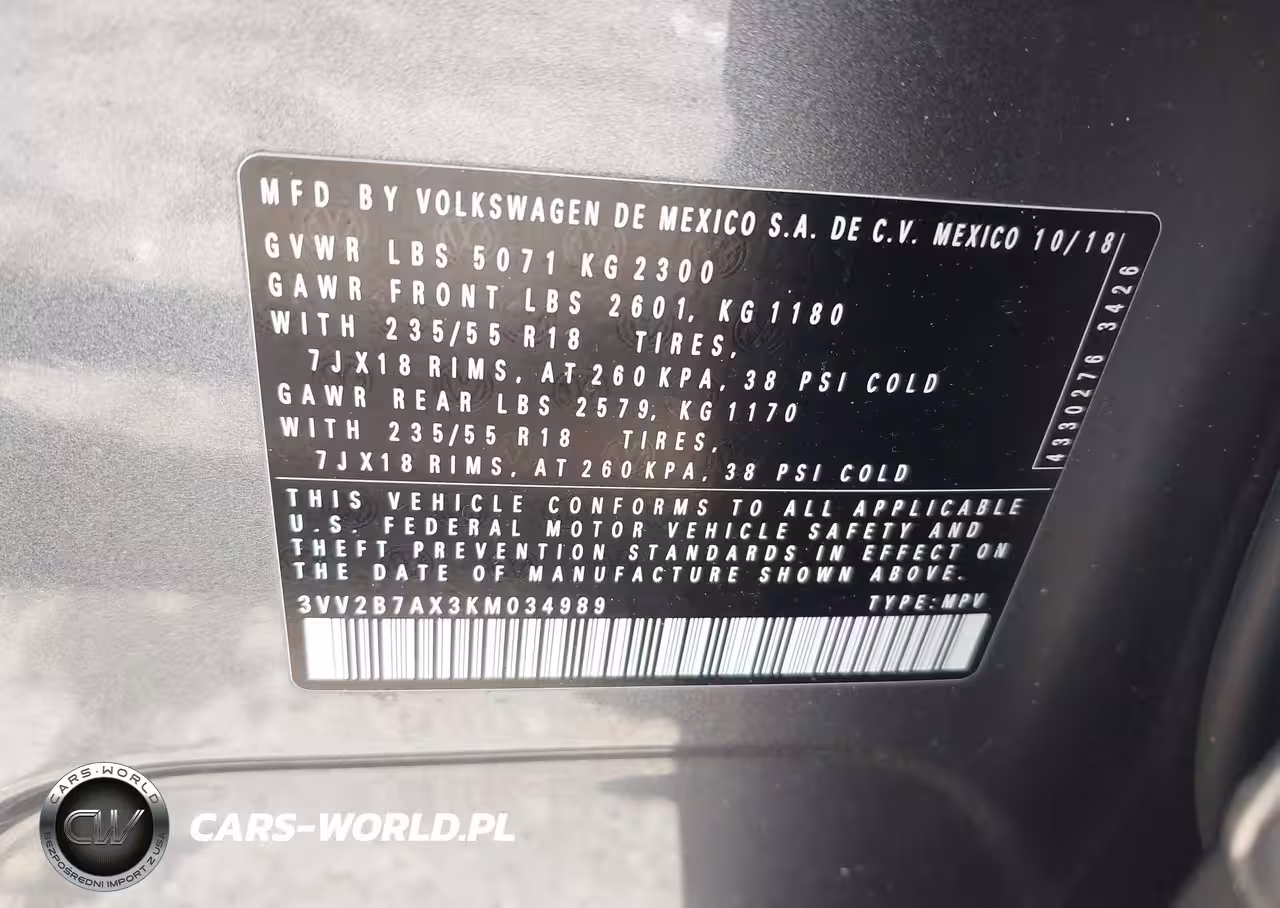 MFD BY VOLKSWAGEN DE MEXICO S.A. DE C.V. MEXICO 10/18
GVWR LBS 5071 KG 2300
GAWR FRONT LBS 2601, KG 1180
WITH 235/55 R18 TIRES,
7JX18 RIMS, AT 260 KPA, 38 PSI COLD
GAWR REAR LBS 2579, KG 1170
WITH 235/55 R18 TIRES,
7JX18 RIMS, AT 260 KPA, 38 PSI COLD
4330276 3426
THIS VEHICLE CONFORMS TO ALL APPLICABLE
U.S. FEDERAL MOTOR VEHICLE SAFETY AND
THEFT PREVENTION STANDARDS IN EFFECT ON
THE DATE OF MANUFACTURE SHOWN ABOVE.
3VV2B7AX3KM034989 TYPE: MPV
CARS-WORLD
CW
BEZPOŚREDNI IMPORT Z USA
CARS-WORLD.PL